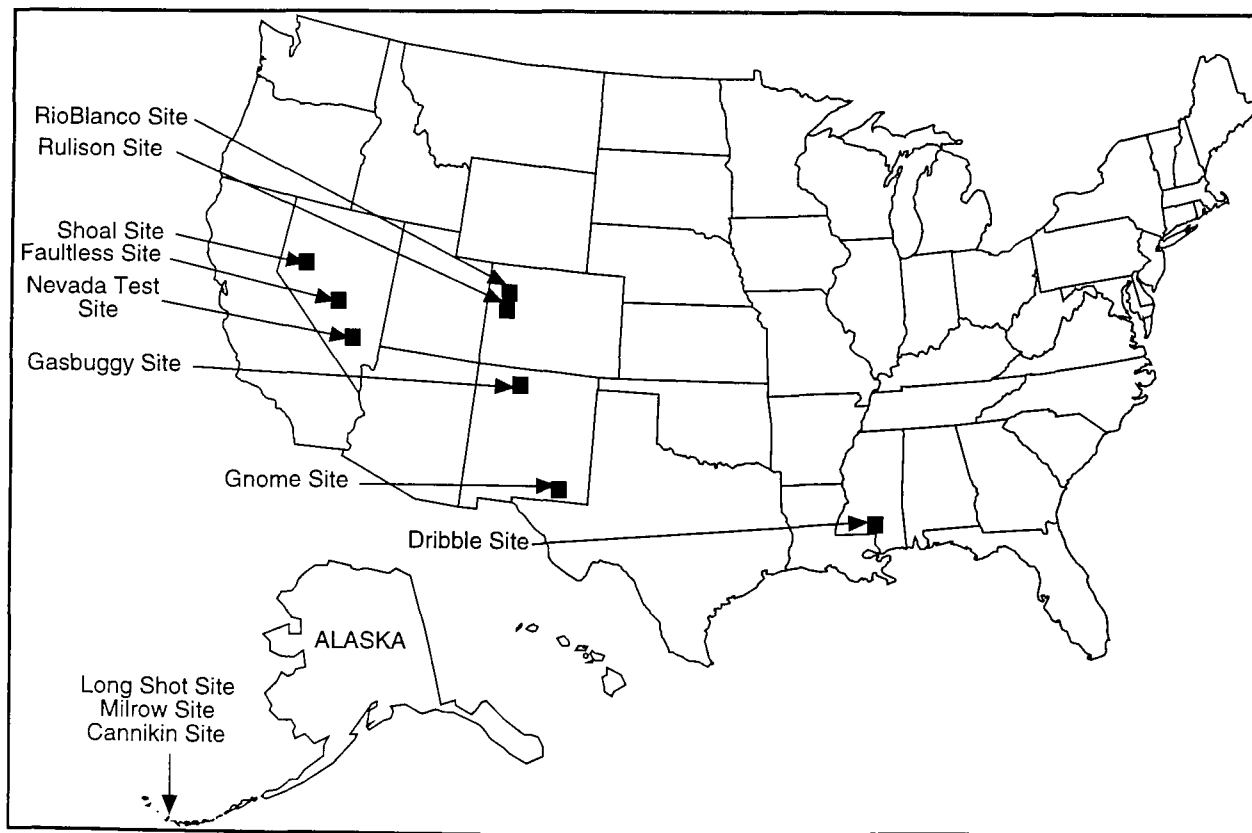 RioBlanco Site
Rulison Site
Shoal Site
Faultless Site
Nevada Test
Site
Gasbuggy Site
Gnome Site
Dribble Site
ALASKA
Long Shot Site
Milrow Site
Cannikin Site